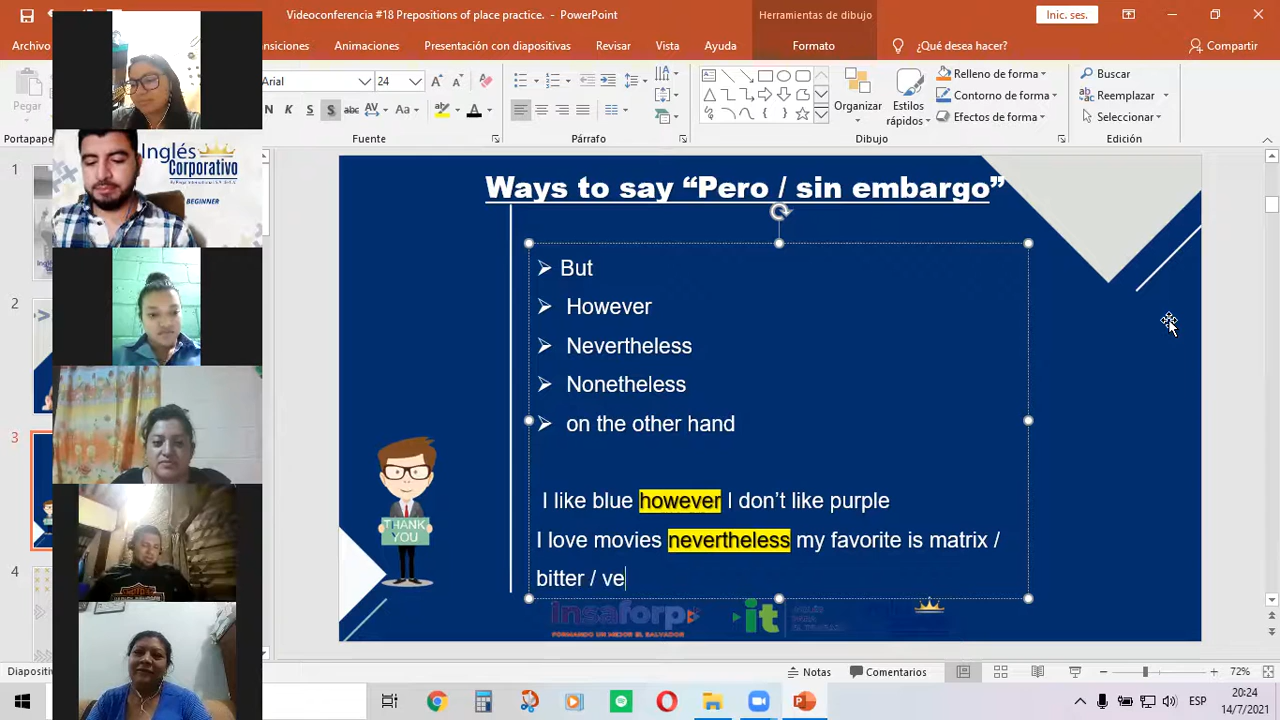 Videoconferencia #18 Prepositions of place practice. - PowerPoint
Herramientas de dibujo
Inic. ses.
Archivo
nsiciones
Animaciones
Presentación con diapositivas
Revisar
Vista
Ayuda
Formato
¿Qué desea hacer?
Compartir
Pegar
Arial
24
Organizar
Estilos
rápidos
Relleno de forma
Contorno de forma
Efectos de forma
Buscar
Reemplazar
Seleccionar
Portapape
Fuente
Párrafo
Dibujo
Edición
Inglés
Corporativo
BEGINNER
2
3
4
Ways to say “Pero / sin embargo”
But
However
Nevertheless
Nonetheless
on the other hand
I like blue however I don’t like purple
I love movies nevertheless my favorite is matrix /
bitter / ve
THANK
YOU
Insaforp
FORMANDO UN MEJOR EL SALVADOR
it
Diapositiv
Notas
Comentarios
72%
ESP
20:24
14/7/2021